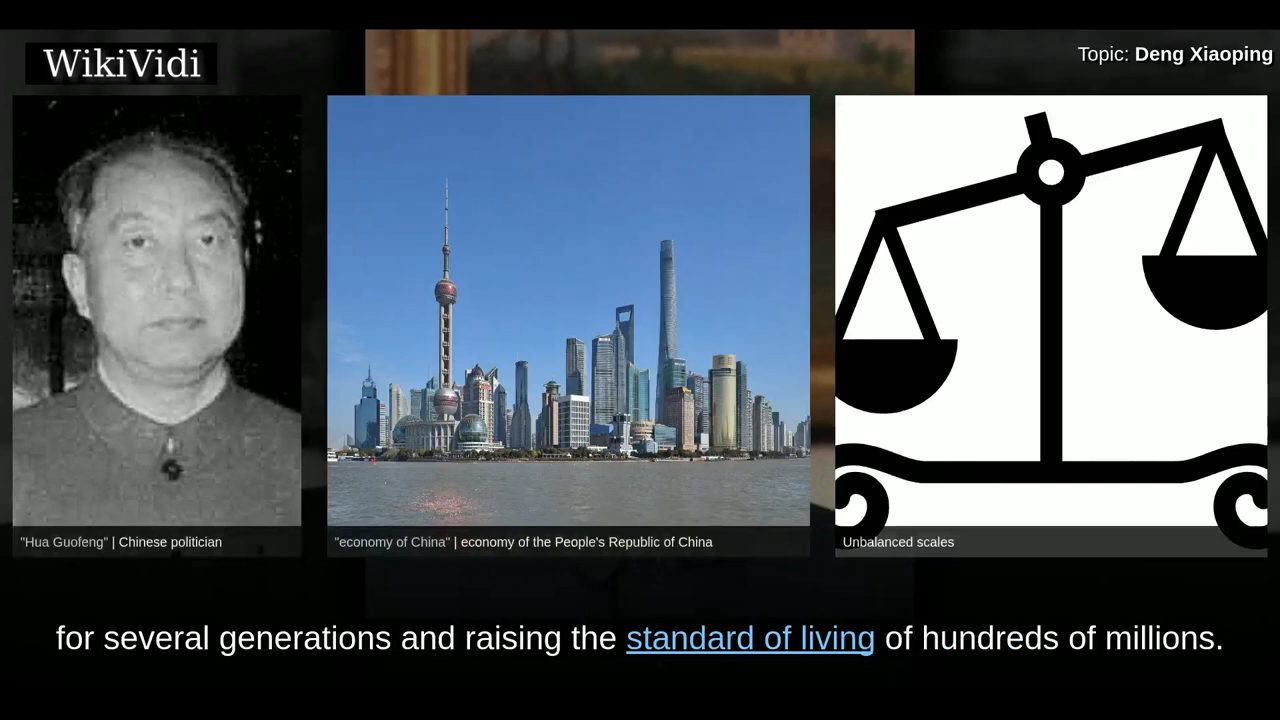 WikiVidi
Topic: Deng Xiaoping
"Hua Guofeng" | Chinese politician
"economy of China" | economy of the People's Republic of China
Unbalanced scales
for several generations and raising the standard of living of hundreds of millions.